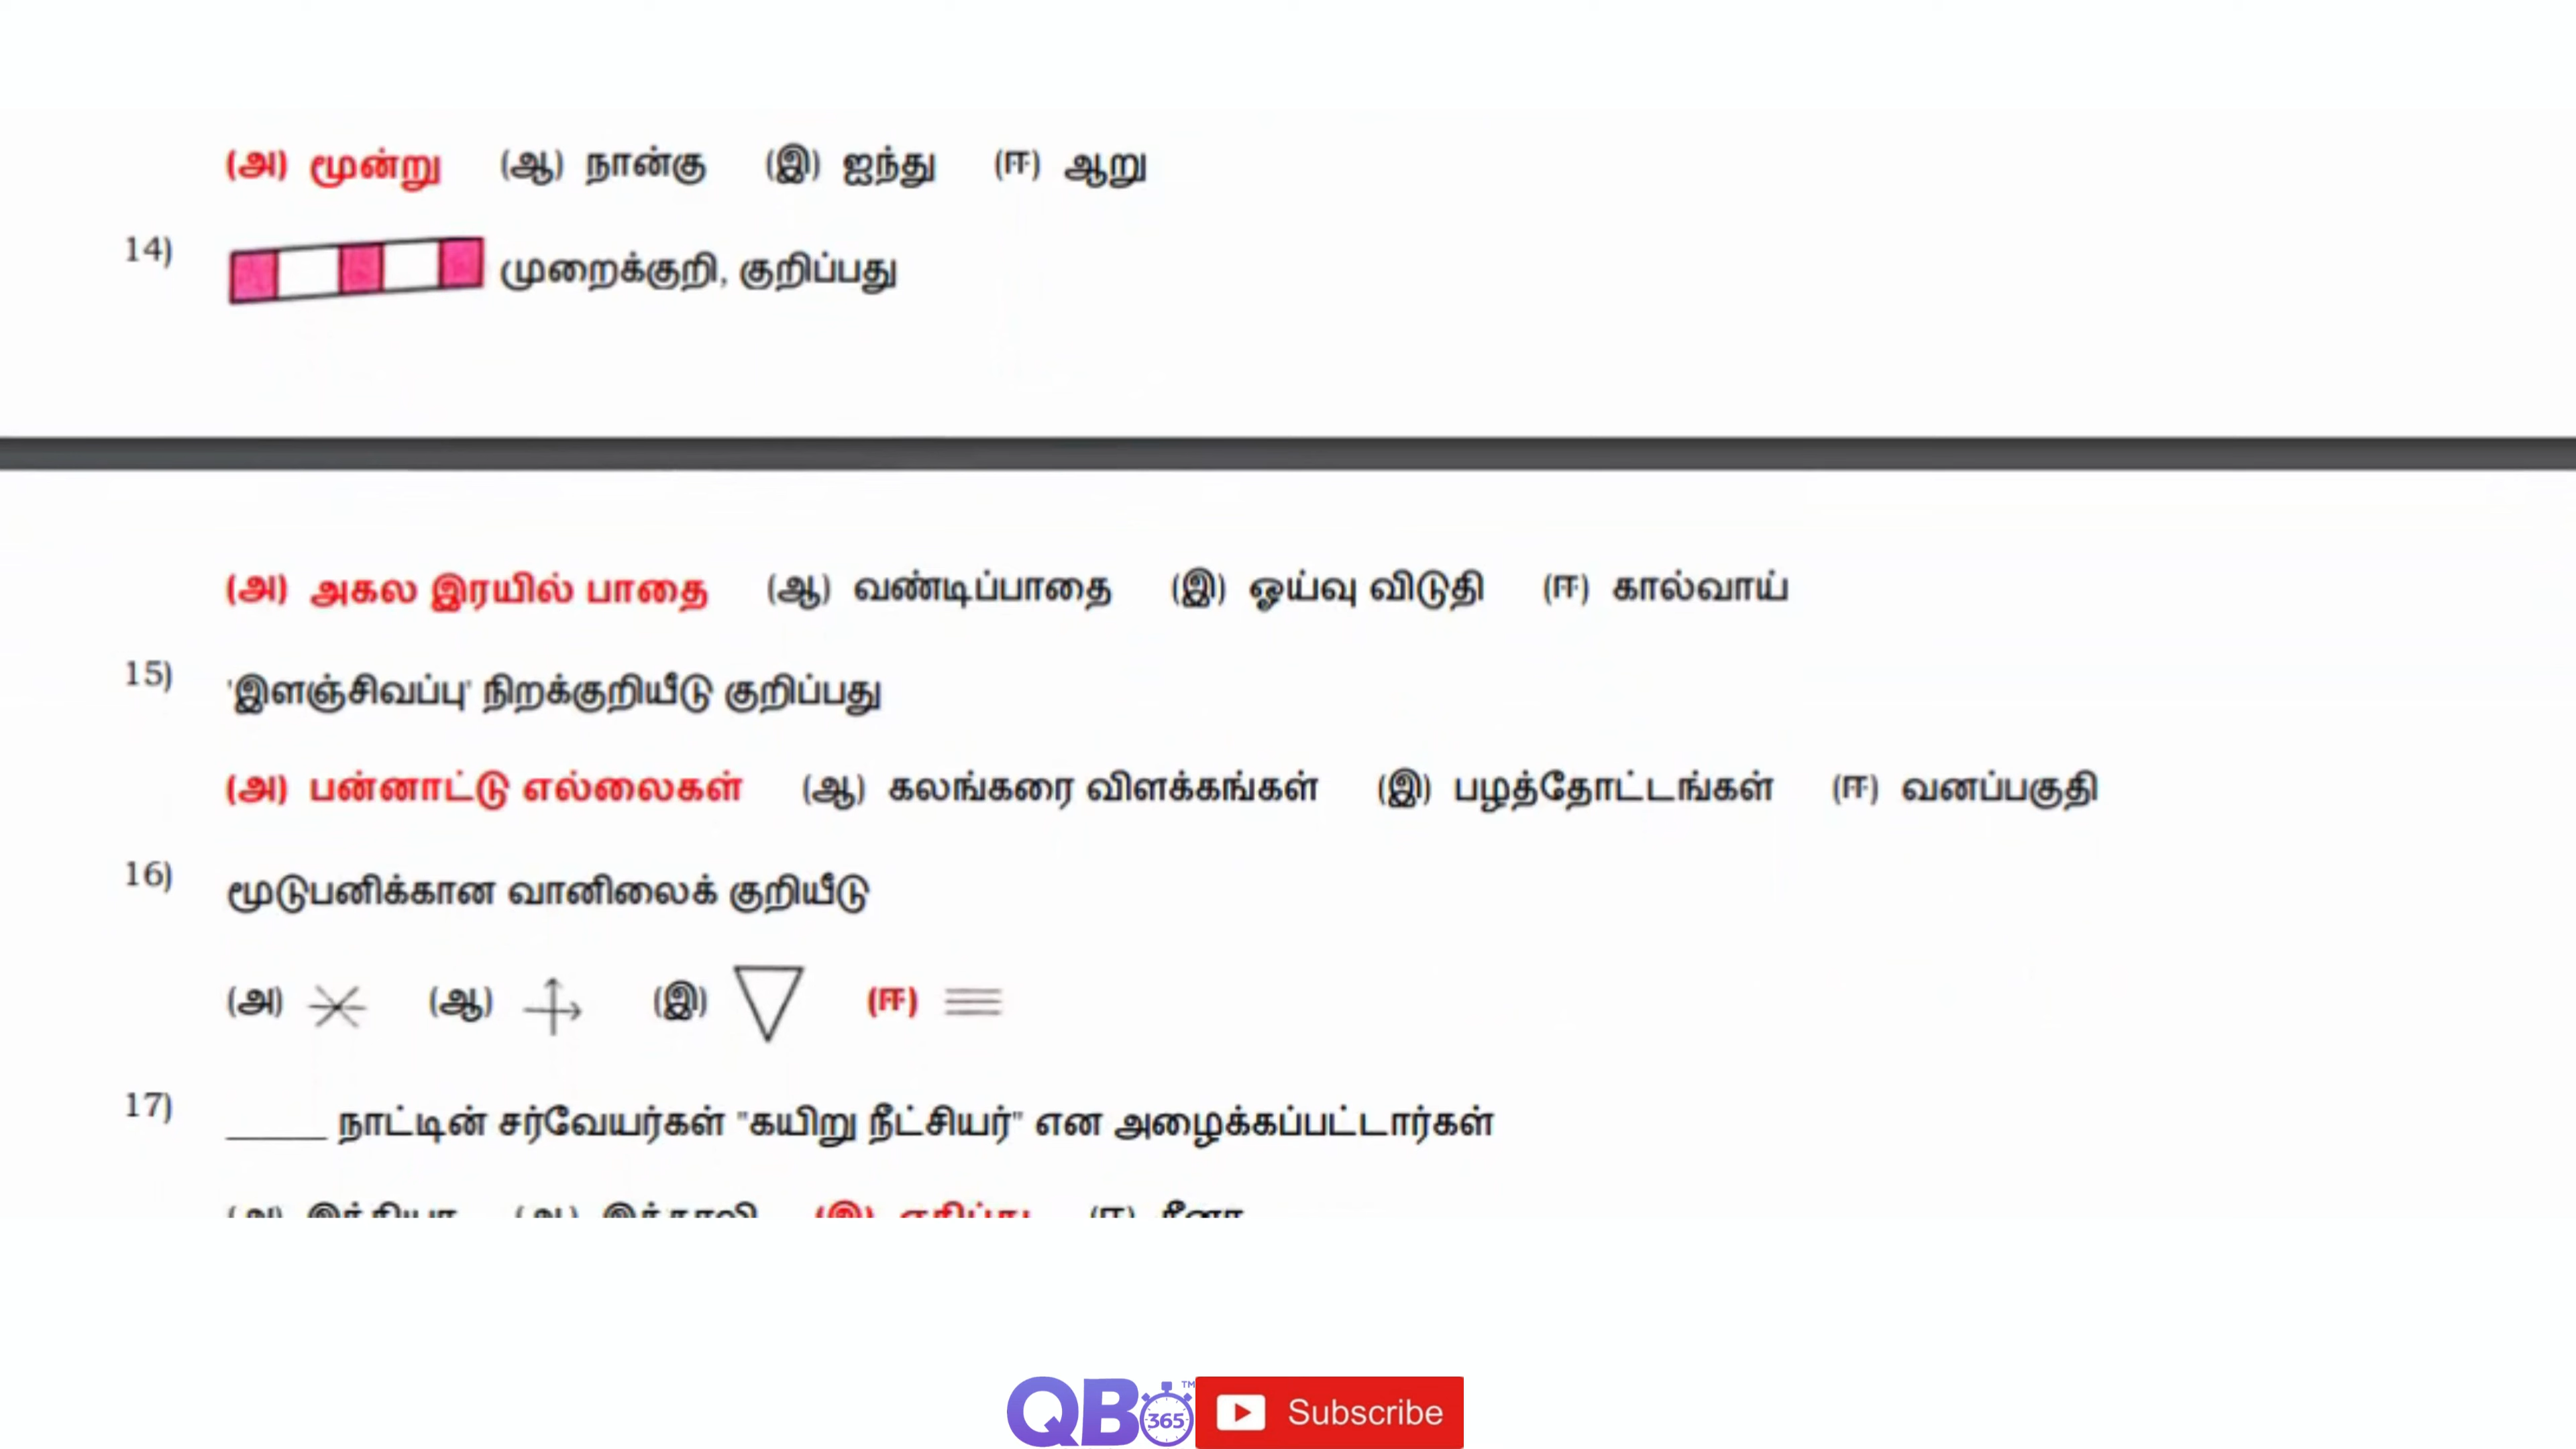 (அ) மூன்று (ஆ) நான்கு (இ) ஐந்து (ஈ) ஆறு
14) முறைக்குறி, குறிப்பது
(அ) அகல இரயில் பாதை (ஆ) வண்டிப்பாதை (இ) ஓய்வு விடுதி (ஈ) கால்வாய்
15) 'இளஞ்சிவப்பு' நிறக்குறியீடு குறிப்பது
(அ) பன்னாட்டு எல்லைகள் (ஆ) கலங்கரை விளக்கங்கள் (இ) பழத்தோட்டங்கள் (ஈ) வனப்பகுதி
16) மூடுபனிக்கான வானிலைக் குறியீடு
(அ) (ஆ) (இ) (ஈ)
17) _____ நாட்டின் சர்வேயர்கள் "கயிறு நீட்சியர்" என அழைக்கப்பட்டார்கள்
QB 365 ™ Subscribe